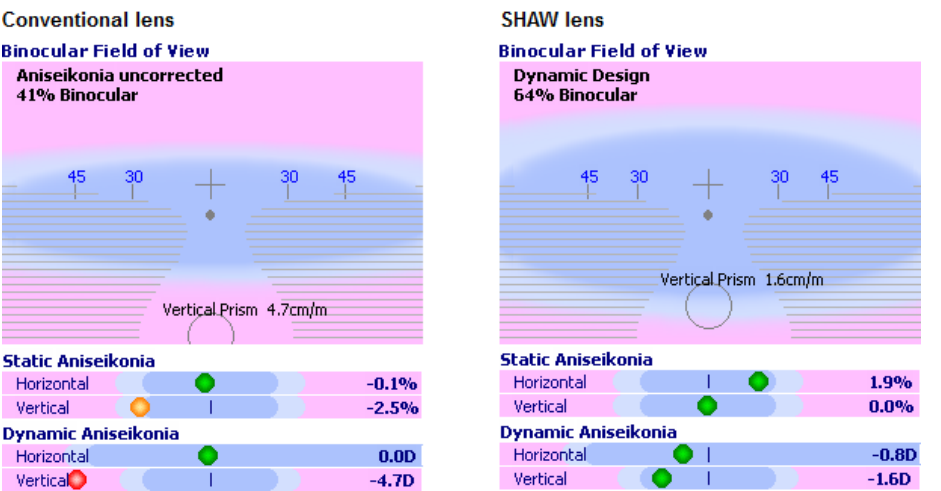 Conventional lens
Binocular Field of View
Aniseikonia uncorrected
41% Binocular
45 30 30 45
Vertical Prism 4.7cm/m
Static Aniseikonia
Horizontal -0.1%
Vertical -2.5%
Dynamic Aniseikonia
Horizontal 0.0D
Vertical -4.7D
SHAW lens
Binocular Field of View
Dynamic Design
64% Binocular
45 30 30 45
Vertical Prism 1.6cm/m
Static Aniseikonia
Horizontal 1.9%
Vertical 0.0%
Dynamic Aniseikonia
Horizontal -0.8D
Vertical -1.6D